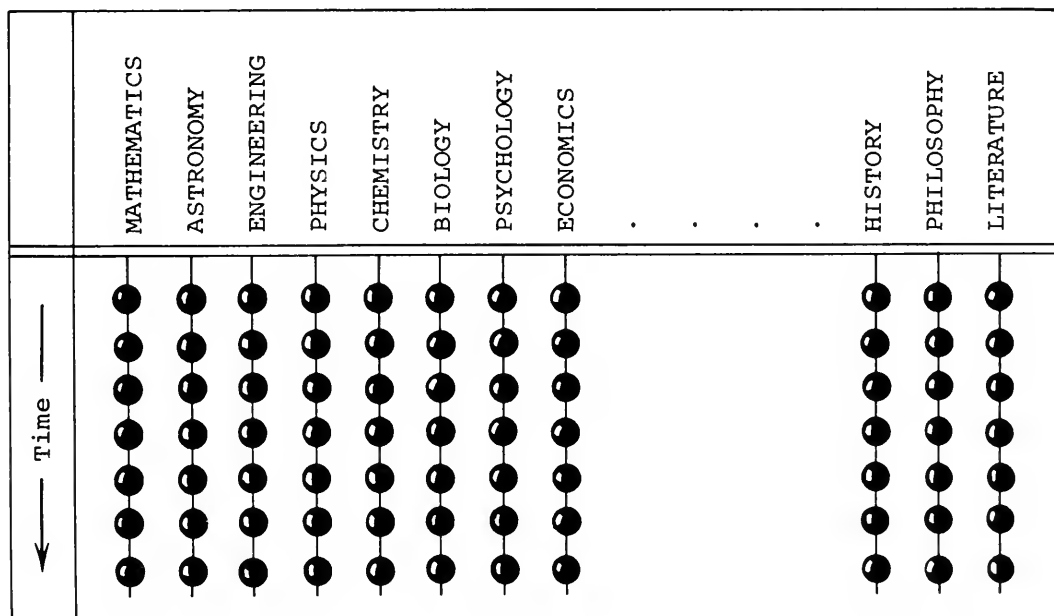 MATHEMATICS
ASTRONOMY
ENGINEERING
PHYSICS
CHEMISTRY
BIOLOGY
PSYCHOLOGY
ECONOMICS
. . . .
HISTORY
PHILOSOPHY
LITERATURE
Time